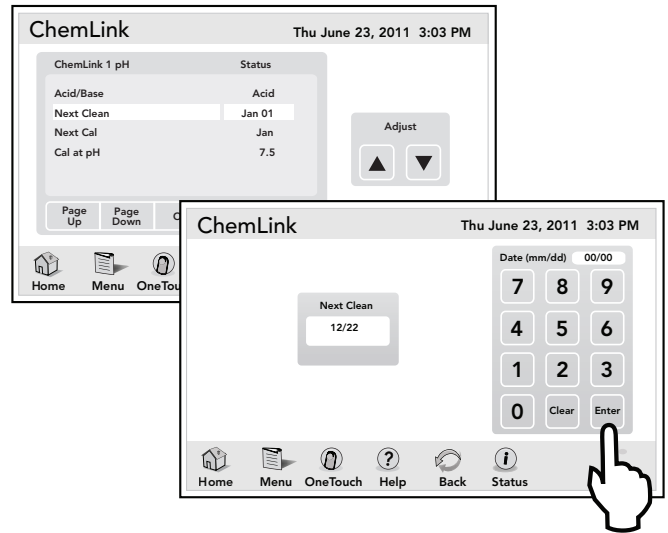 ChemLink Thu June 23, 2011 3:03 PM
ChemLink 1 pH Status
Acid/Base Acid
Next Clean Jan 01
Next Cal Jan
Cal at pH 7.5
Adjust
Page Up Page Down
Home Menu OneTou
ChemLink Thu June 23, 2011 3:03 PM
Date (mm/dd) 00/00
7 8 9
Next Clean
12/22
4 5 6
1 2 3
0 Clear Enter
Home Menu OneTouch Help Back Status